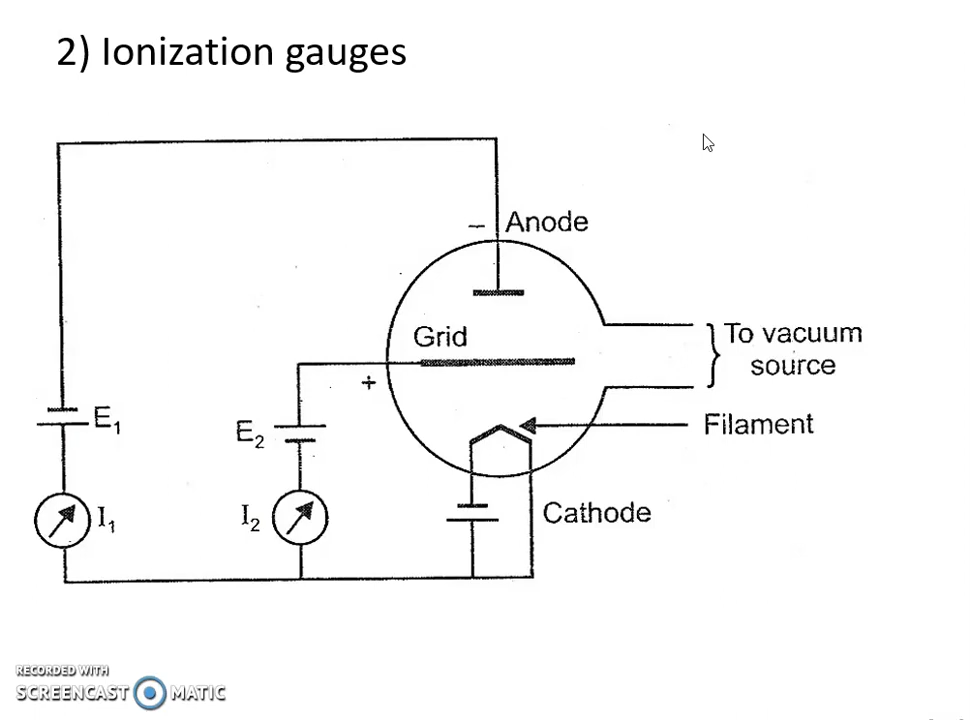 2) Ionization gauges
– Anode
Grid
To vacuum
source
+
E₁
E₂
Filament
I₁
I₂
Cathode
RECORDED WITH
SCREENCAST MATIC